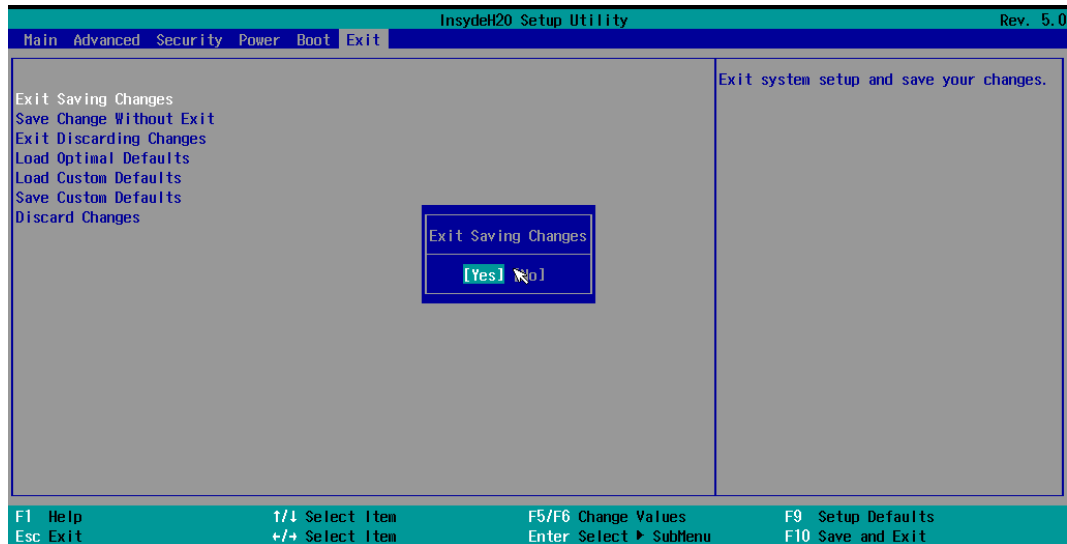 InsydeH20 Setup Utility Rev. 5.0
Main Advanced Security Power Boot Exit
Exit system setup and save your changes.
Exit Saving Changes
Save Change Without Exit
Exit Discarding Changes
Load Optimal Defaults
Load Custom Defaults
Save Custom Defaults
Discard Changes
Exit Saving Changes
[Yes] [No]
F1 Help ↑/↓ Select Item F5/F6 Change Values F9 Setup Defaults
Esc Exit ←/→ Select Item Enter Select ▶ SubMenu F10 Save and Exit